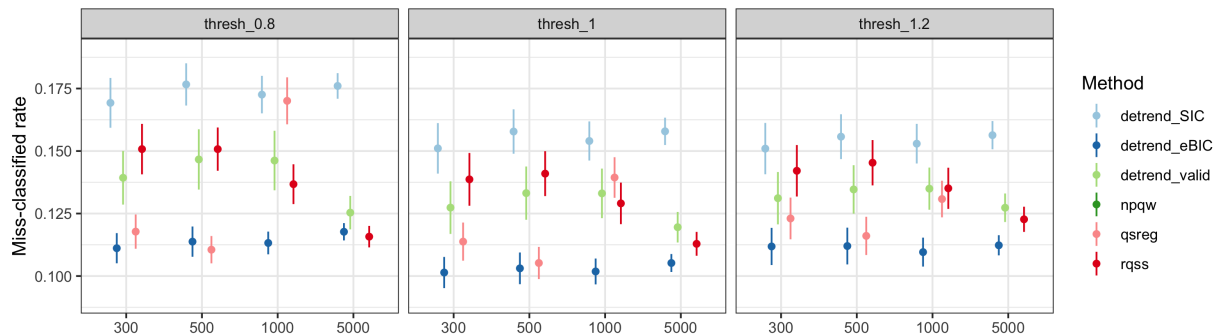 thresh_0.8 thresh_1 thresh_1.2
Miss-classified rate
0.175
0.150
0.125
0.100
300 500 1000 5000 300 500 1000 5000 300 500 1000 5000
Method
detrend_SIC
detrend_eBIC
detrend_valid
npqw
qsreg
rqss